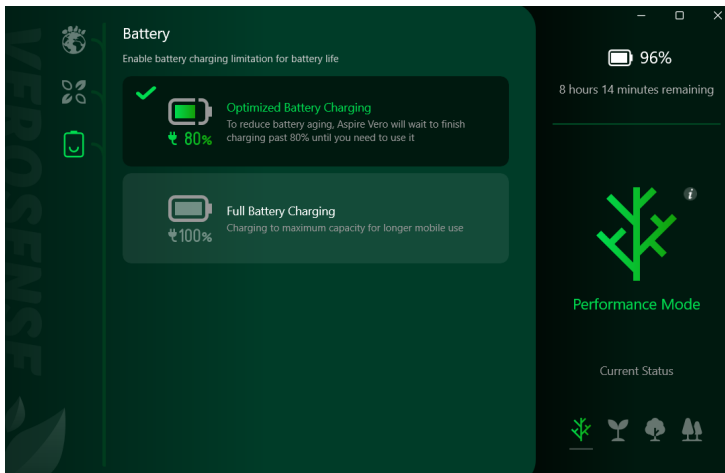 VEROSENSE
Battery
Enable battery charging limitation for battery life
Optimized Battery Charging
To reduce battery aging, Aspire Vero will wait to finish
charging past 80% until you need to use it
80%
Full Battery Charging
Charging to maximum capacity for longer mobile use
100%
96%
8 hours 14 minutes remaining
i
Performance Mode
Current Status